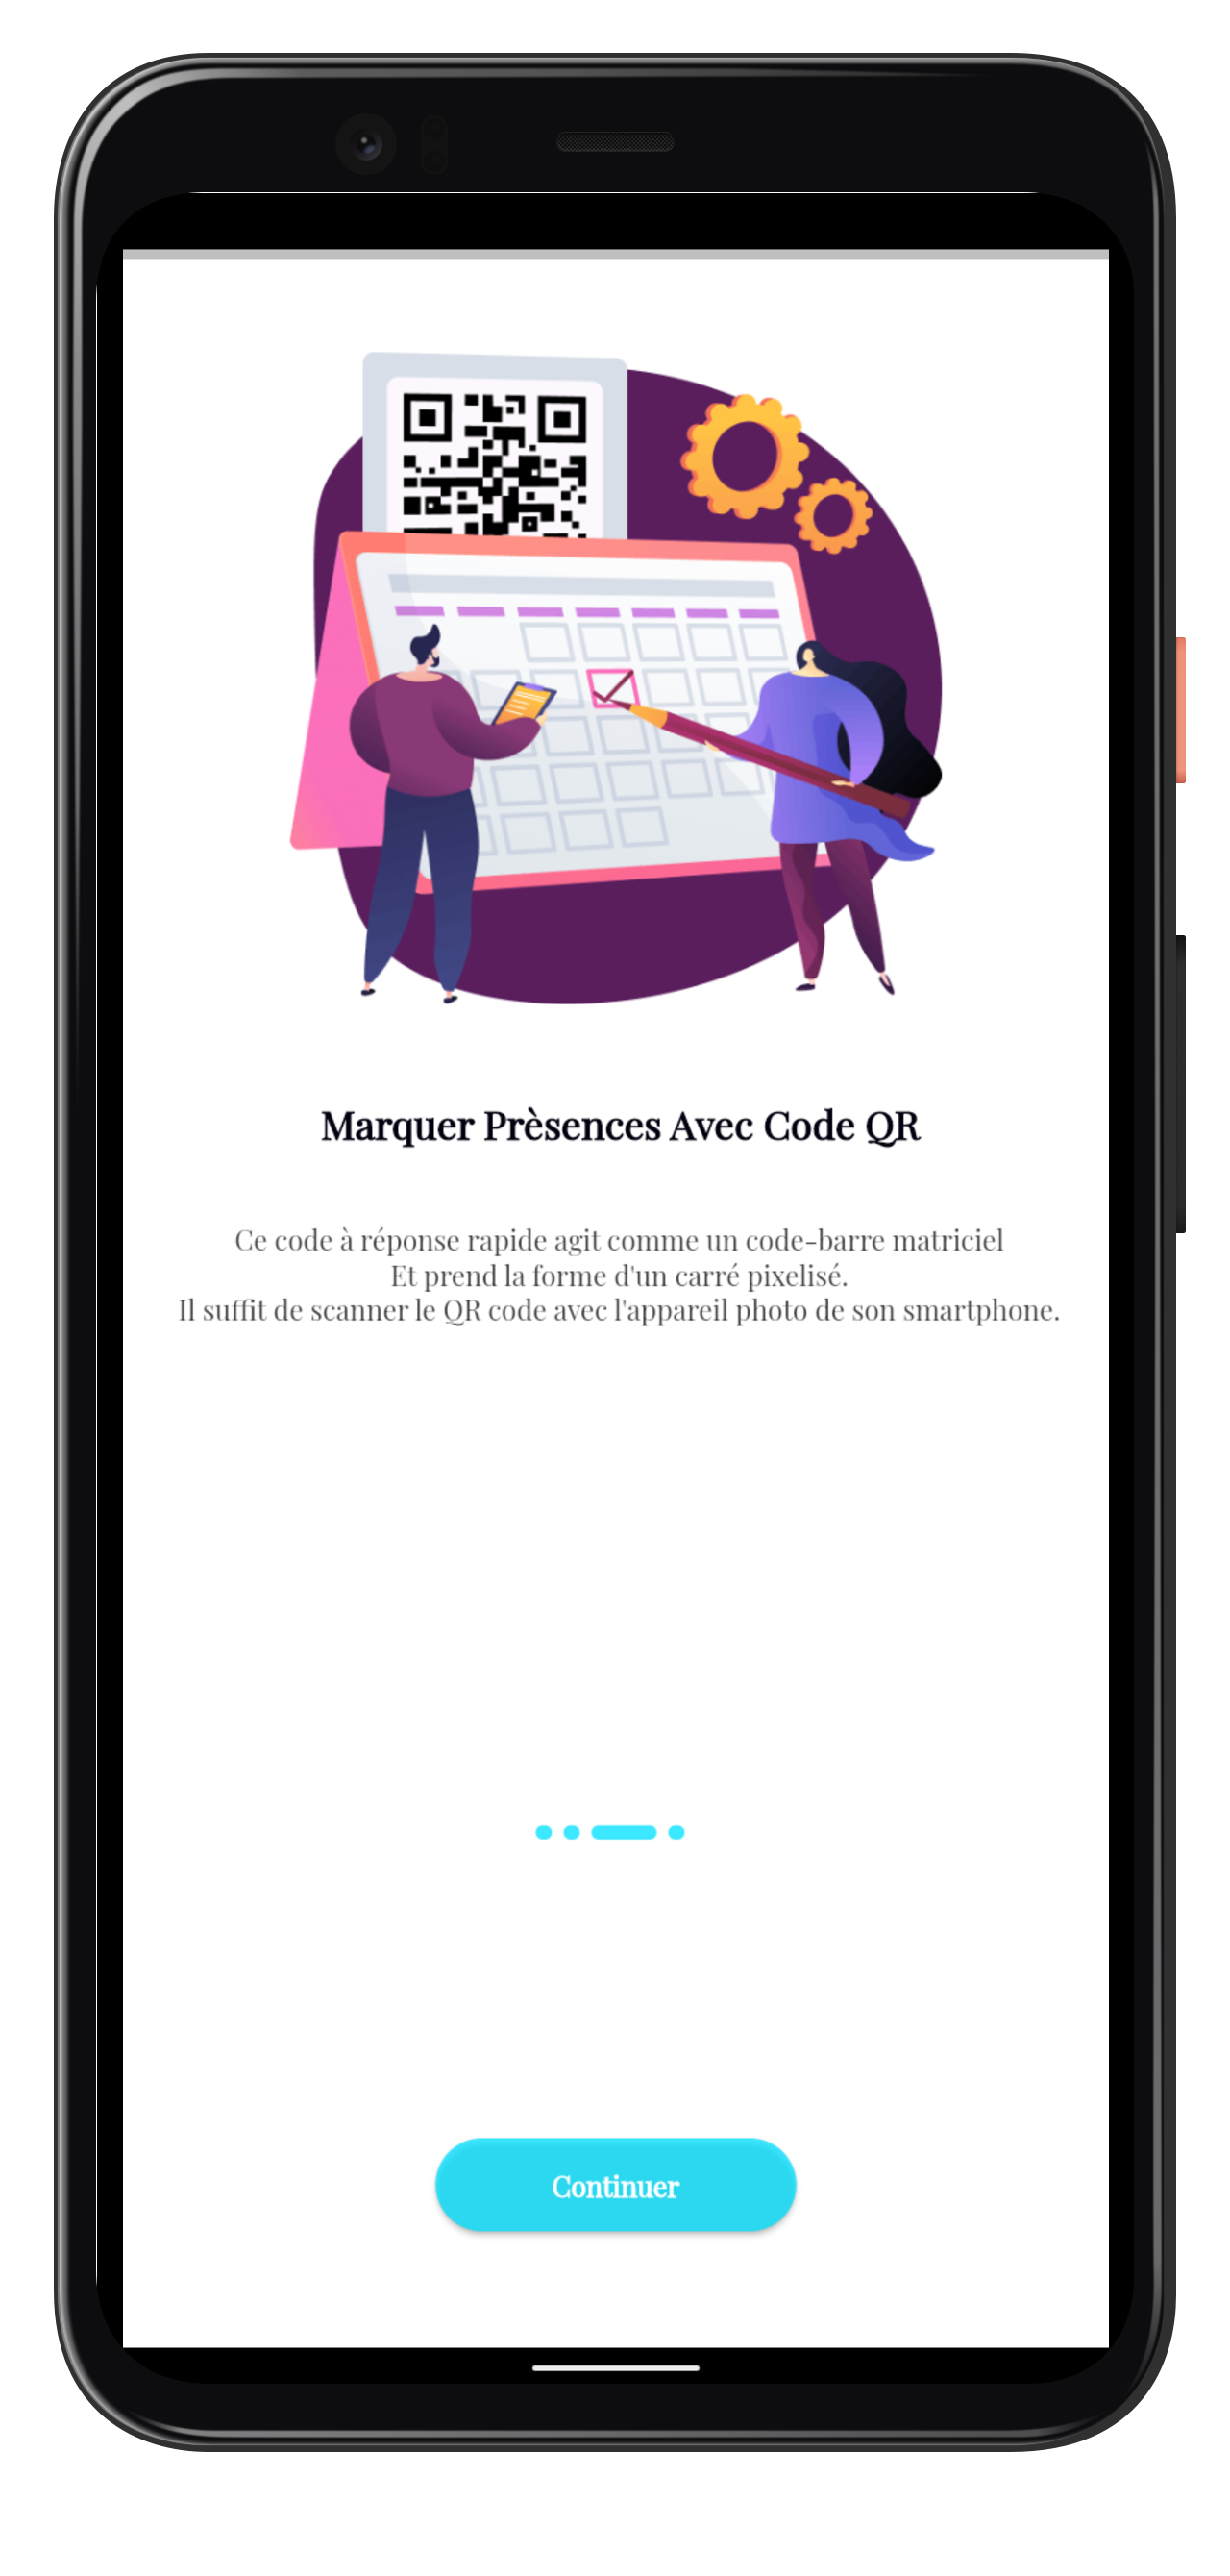 Marquer Prèsences Avec Code QR
Ce code à réponse rapide agit comme un code-barre matriciel
Et prend la forme d'un carré pixelisé.
Il suffit de scanner le QR code avec l'appareil photo de son smartphone.
Continuer